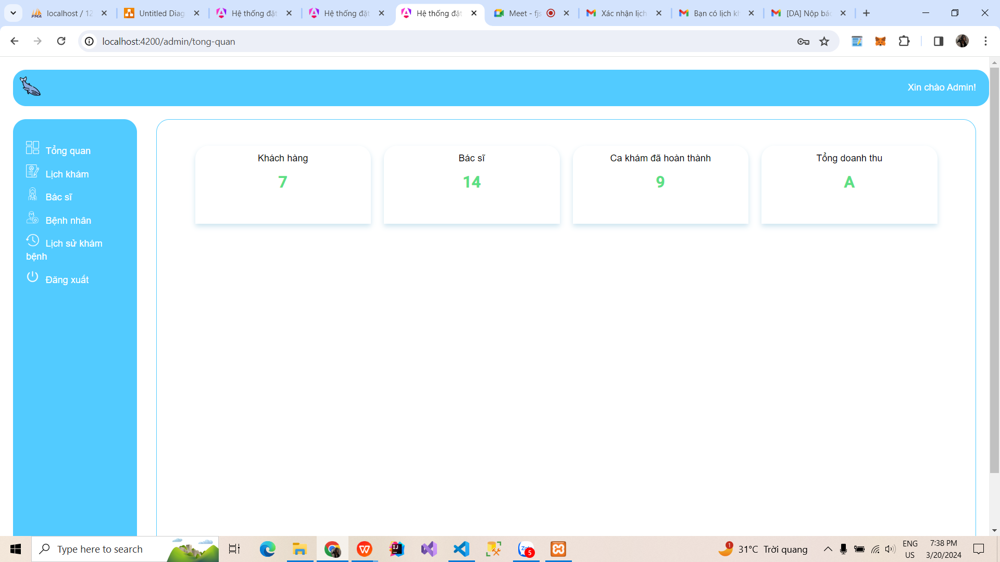 localhost / 12
Untitled Diag
Hệ thống đặt
Hệ thống đặt
Hệ thống đặt
Meet - fjs
Xác nhận lịch
Bạn có lịch kh
[DA] Nộp bác
localhost:4200/admin/tong-quan
Xin chào Admin!
Tổng quan
Lịch khám
Bác sĩ
Bệnh nhân
Lịch sử khám
bệnh
Đăng xuất
Khách hàng
7
Bác sĩ
14
Ca khám đã hoàn thành
9
Tổng doanh thu
A
Type here to search
5
1
31°C Trời quang
ENG
US
7:38 PM
3/20/2024